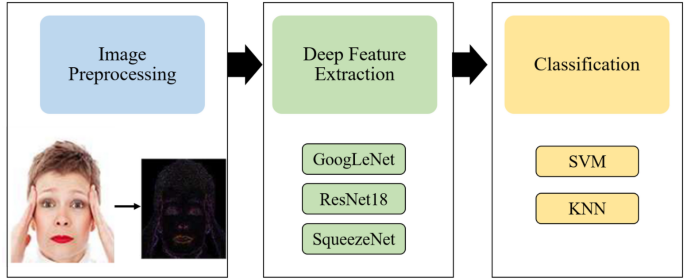 Image
Preprocessing
Deep Feature
Extraction
Classification
GoogLeNet
ResNet18
SqueezeNet
SVM
KNN